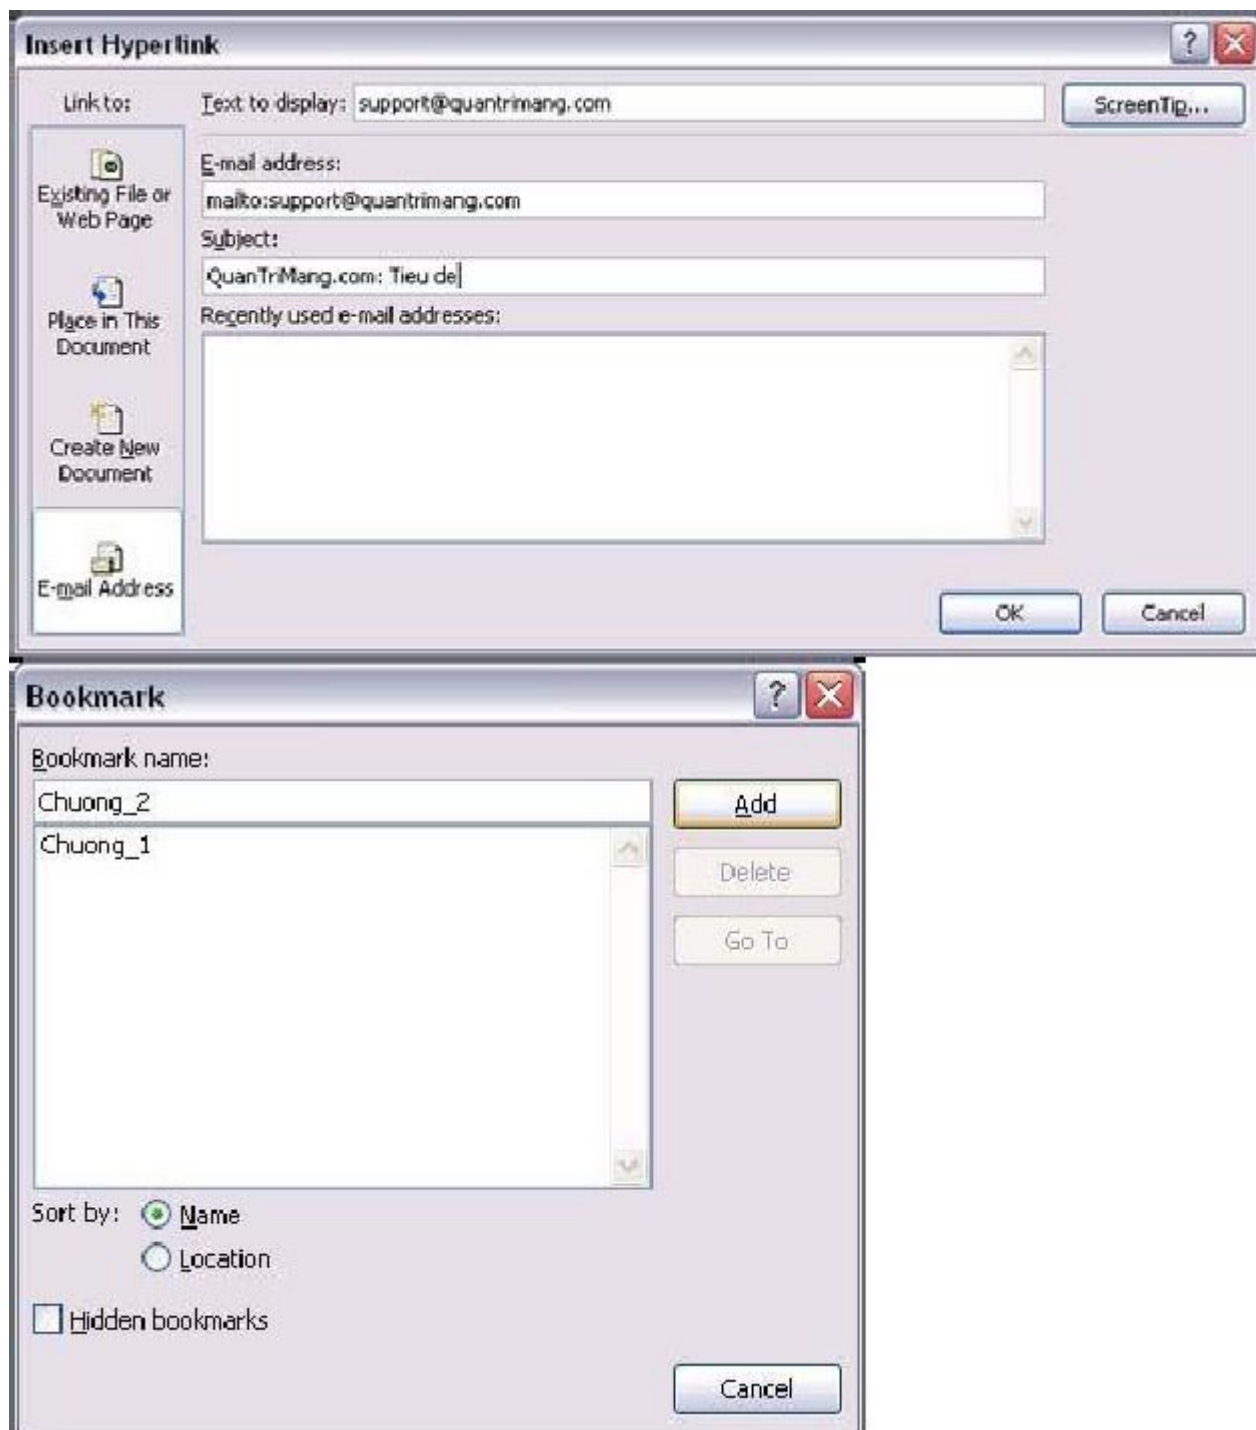 Insert Hyperlink
Link to:
Text to display: support@quantrimang.com
ScreenTip...
Existing File or
Web Page
Place in This
Document
Create New
Document
E-mail Address
E-mail address:
mailto:support@quantrimang.com
Subject:
QuanTriMang.com: Tieu de
Recently used e-mail addresses:
OK
Cancel
Bookmark
Bookmark name:
Chuong_2
Chuong_1
Add
Delete
Go To
Sort by: Name
Location
Hidden bookmarks
Cancel